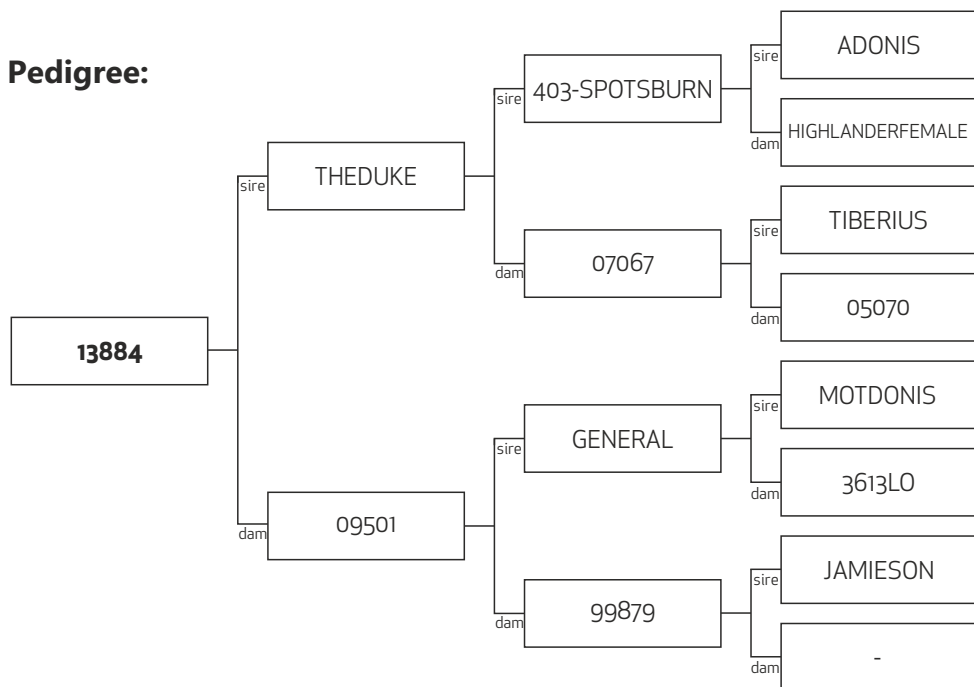 Pedigree:
13884
sire
THEDUKE
dam
09501
sire
403-SPOTSBURN
dam
07067
sire
GENERAL
dam
99879
sire
ADONIS
dam
HIGHLANDERFEMALE
sire
TIBERIUS
dam
05070
sire
MOTDONIS
dam
3613LO
sire
JAMIESON
dam
-